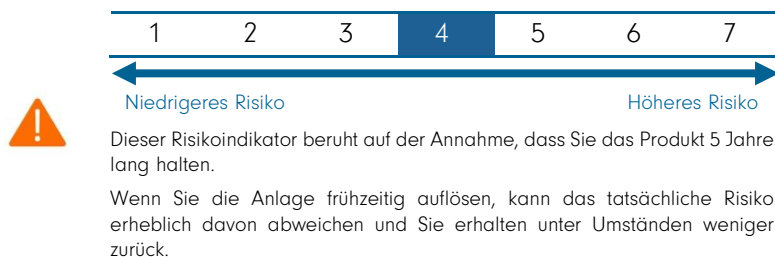 1 2 3 4 5 6 7
Niedrigeres Risiko Höheres Risiko
Dieser Risikoindikator beruht auf der Annahme, dass Sie das Produkt 5 Jahre
lang halten.
Wenn Sie die Anlage frühzeitig auflösen, kann das tatsächliche Risiko
erheblich davon abweichen und Sie erhalten unter Umständen weniger
zurück.